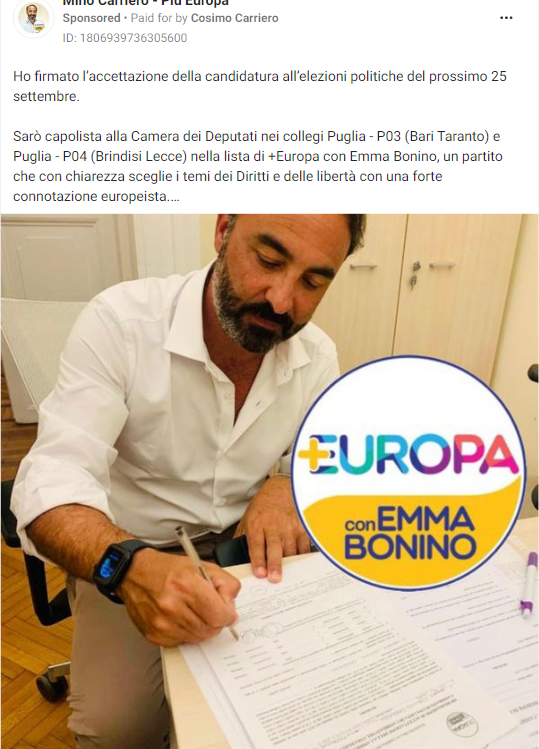 Mino Carriero - Più Europa
Sponsored • Paid for by Cosimo Carriero
ID: 1806939736305600
Ho firmato l'accettazione della candidatura all'elezioni politiche del prossimo 25
settembre.
Sarò capolista alla Camera dei Deputati nei collegi Puglia - P03 (Bari Taranto) e
Puglia - P04 (Brindisi Lecce) nella lista di +Europa con Emma Bonino, un partito
che con chiarezza sceglie i temi dei Diritti e delle libertà con una forte
connotazione europeista....
+EUROPA
con EMMA
BONINO